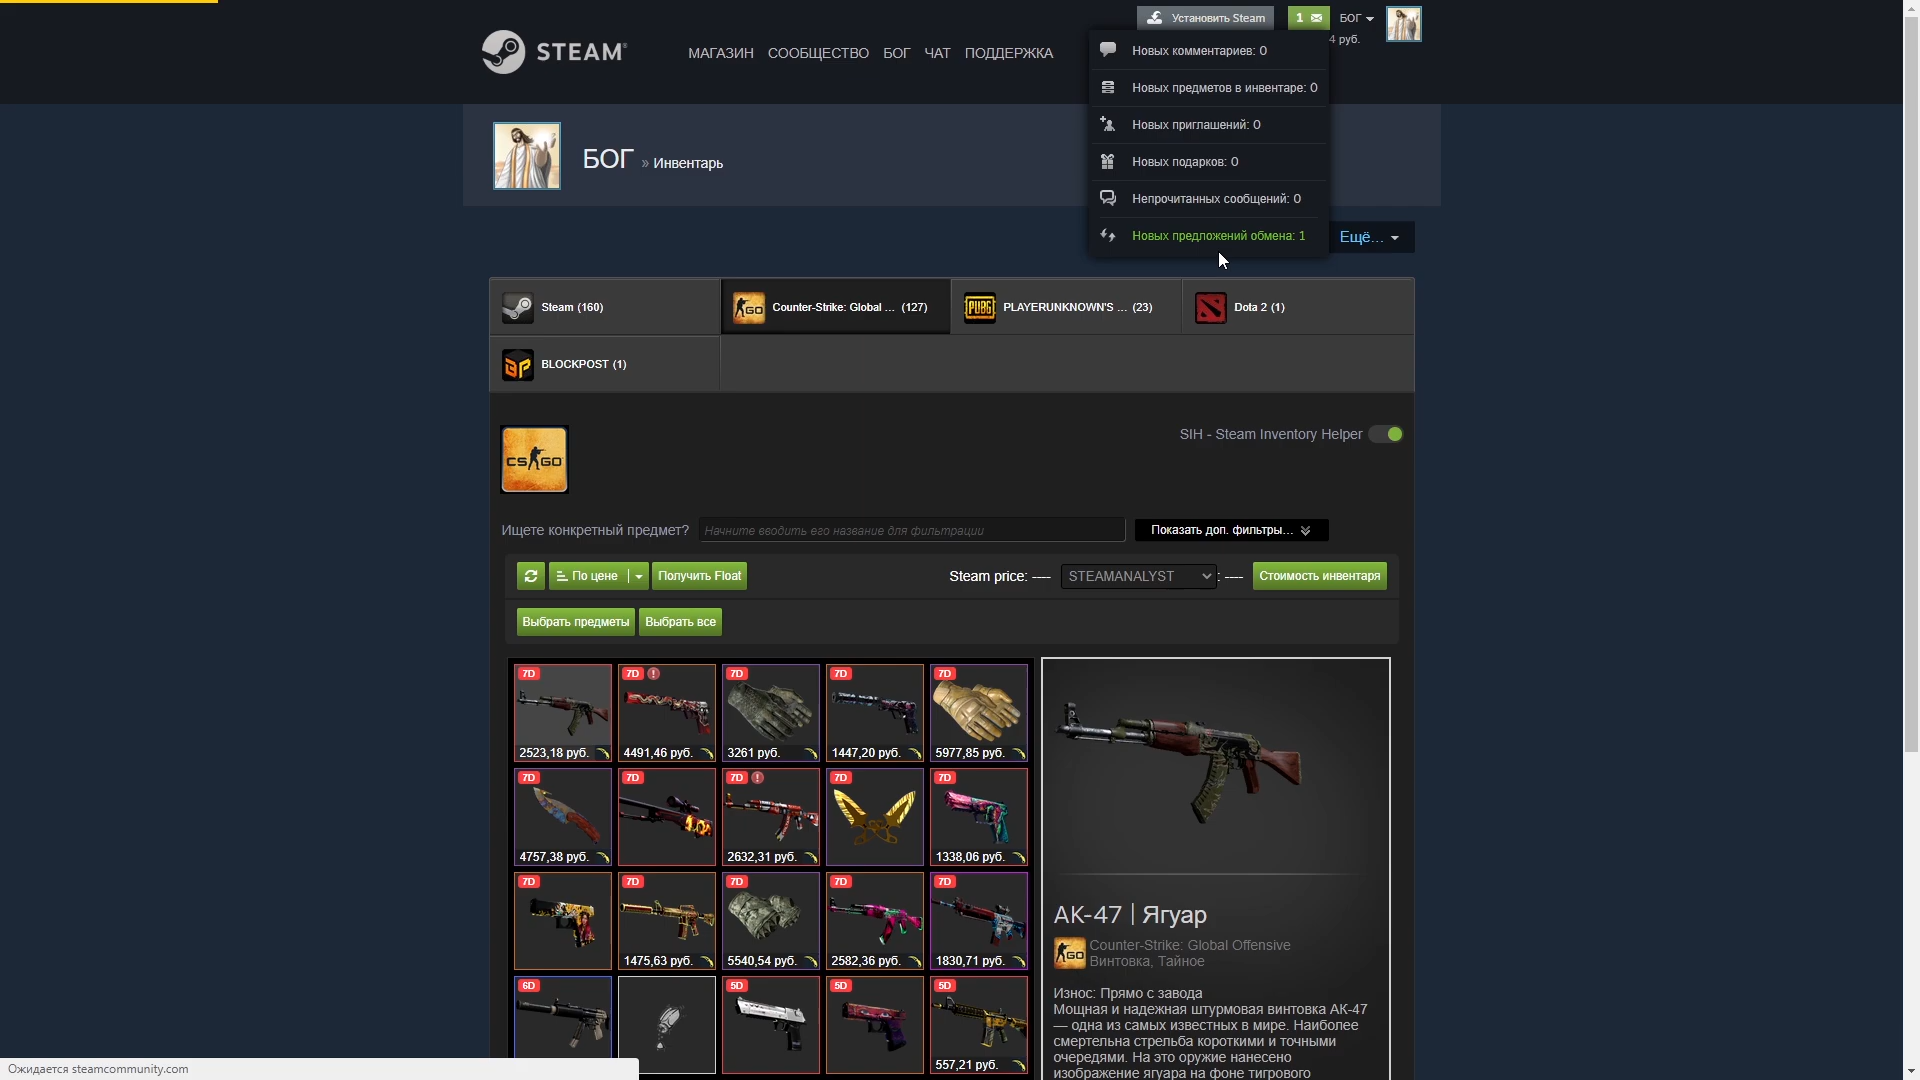 Установить Steam
1
БОГ
4 руб.
STEAM
МАГАЗИН СООБЩЕСТВО БОГ ЧАТ ПОДДЕРЖКА
Новых комментариев: 0
Новых предметов в инвентаре: 0
Новых приглашений: 0
Новых подарков: 0
Непрочитанных сообщений: 0
Новых предложений обмена: 1
БОГ » Инвентарь
Ещё...
Steam (160)
Counter-Strike: Global ... (127)
PLAYERUNKNOWN'S ... (23)
Dota 2 (1)
BLOCKPOST (1)
SIH - Steam Inventory Helper
CS GO
Ищете конкретный предмет?
Начните вводить его название для фильтрации
Показать доп. фильтры...
По цене
Получить Float
Steam price: ----
STEAMANALYST
: ----
Стоимость инвентаря
Выбрать предметы
Выбрать все
7D 7D 7D 7D 7D
2523,18 руб. 4491,46 руб. 3261 руб. 1447,20 руб. 5977,85 руб.
7D 7D 7D 7D 7D
4757,38 руб. 2632,31 руб. 1338,06 руб.
7D 7D 7D 7D 7D
1475,63 руб. 5540,54 руб. 2582,36 руб. 1830,71 руб.
6D 5D 5D 5D
557,21 руб.
AK-47 | Ягуар
Counter-Strike: Global Offensive
Винтовка, Тайное
Износ: Прямо с завода
Мощная и надежная штурмовая винтовка AK-47
— одна из самых известных в мире. Наиболее
смертельна стрельба короткими и точными
очередями. На это оружие нанесено
изображение ягуара на фоне тигрового
Ожидается steamcommunity.com